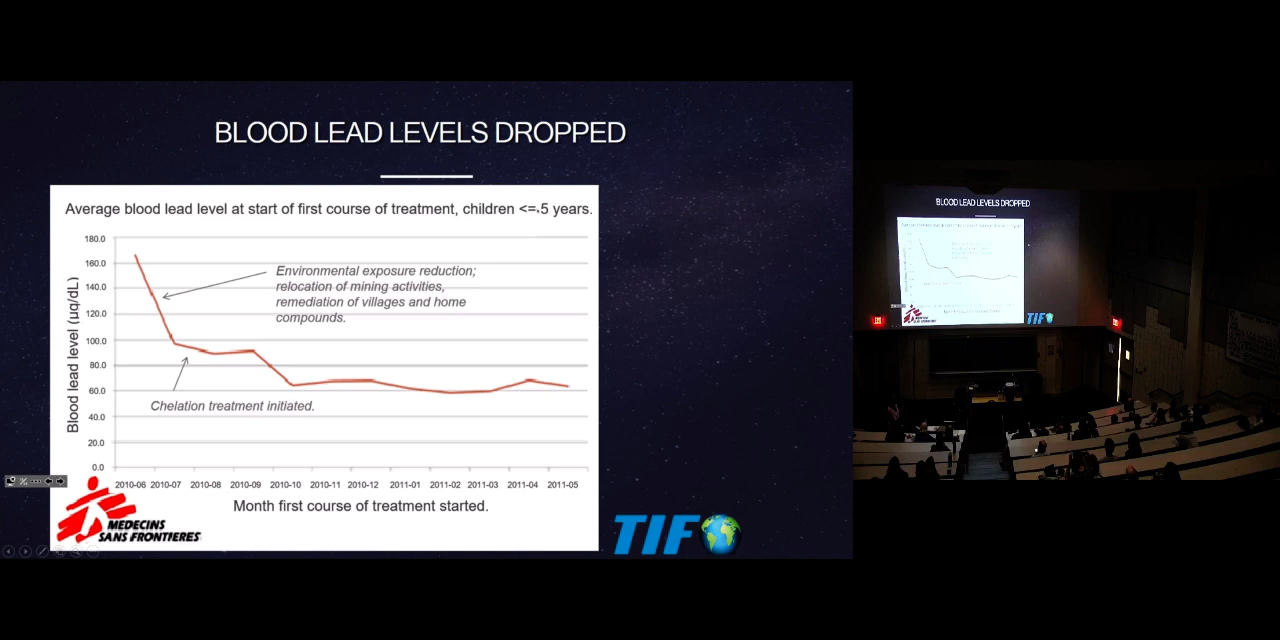 BLOOD LEAD LEVELS DROPPED
Average blood lead level at start of first course of treatment, children <=5 years.
Blood lead level (µg/dL)
180.0
160.0
140.0
120.0
100.0
80.0
60.0
40.0
20.0
0.0
Environmental exposure reduction;
relocation of mining activities,
remediation of villages and home
compounds.
Chelation treatment initiated.
2010-06 2010-07 2010-08 2010-09 2010-10 2010-11 2010-12 2011-01 2011-02 2011-03 2011-04 2011-05
Month first course of treatment started.
MEDECINS
SANS FRONTIERES
TIF
BLOOD LEAD LEVELS DROPPED
MEDECINS
TIF
EXIT
EXIT